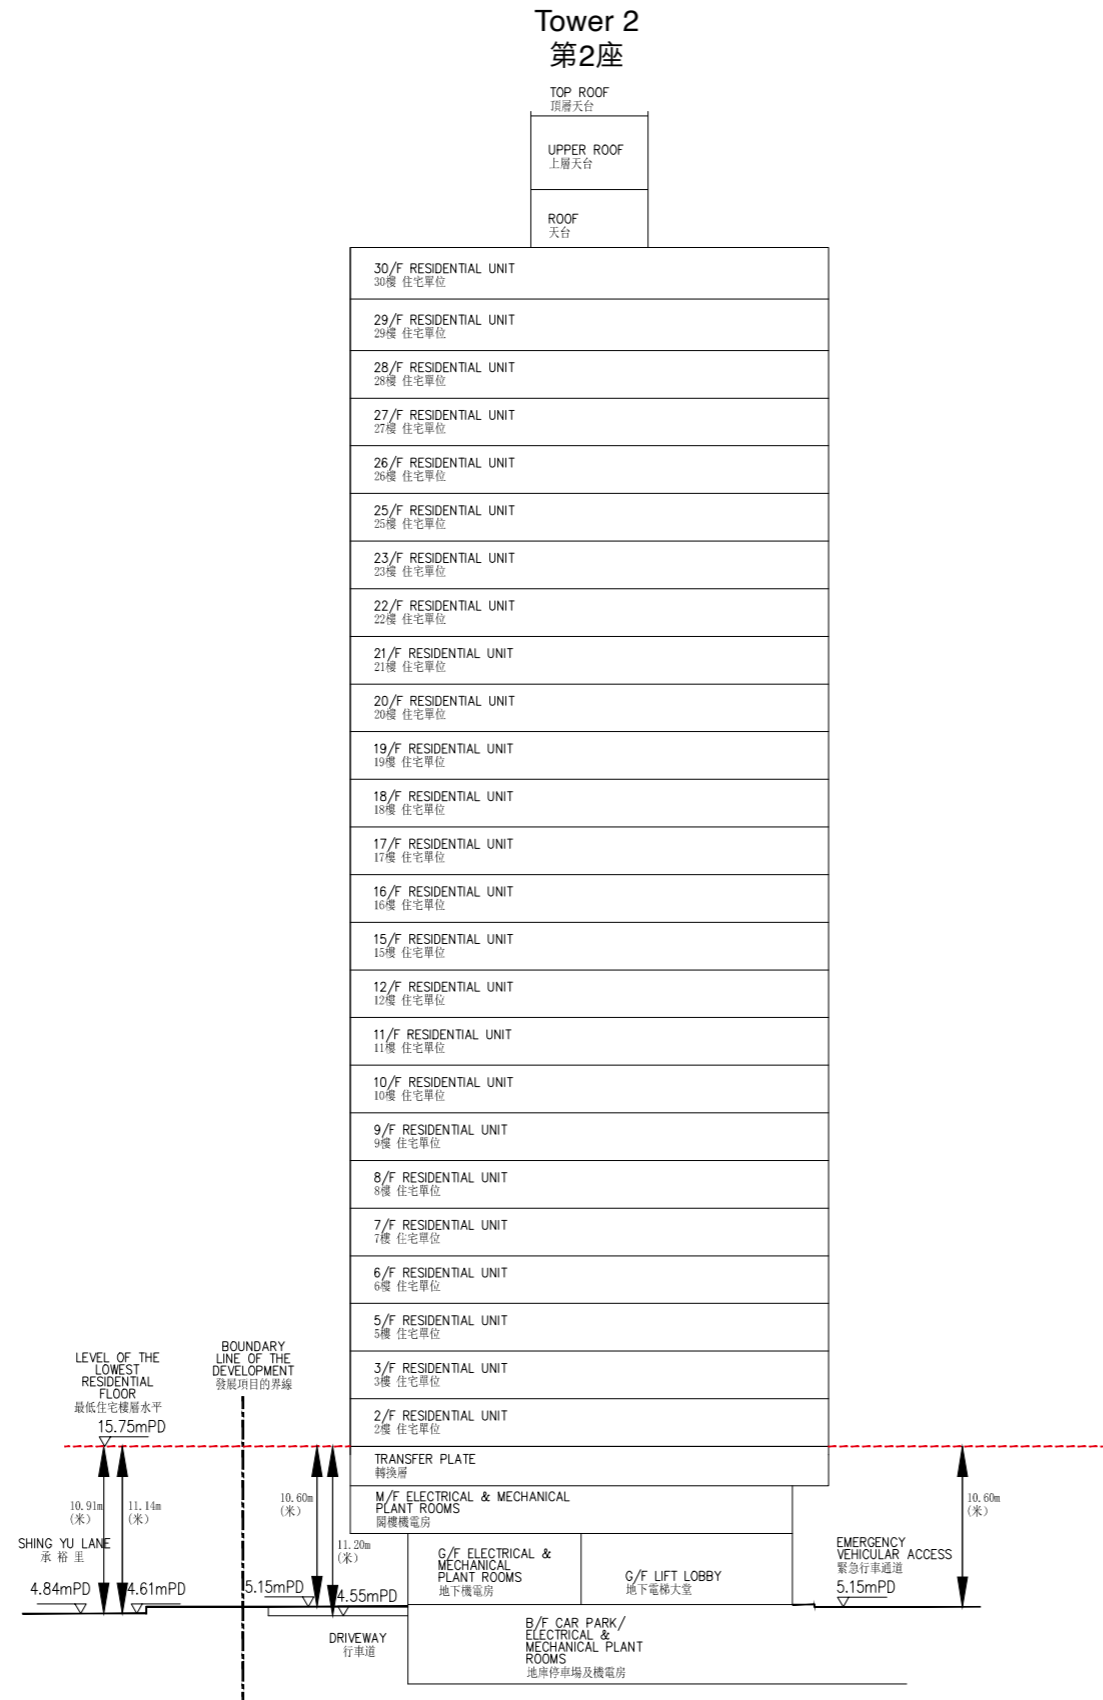 Tower 2
第2座
TOP ROOF
頂層天台
UPPER ROOF
上層天台
ROOF
天台
30/F RESIDENTIAL UNIT
30樓 住宅單位
29/F RESIDENTIAL UNIT
29樓 住宅單位
28/F RESIDENTIAL UNIT
28樓 住宅單位
27/F RESIDENTIAL UNIT
27樓 住宅單位
26/F RESIDENTIAL UNIT
26樓 住宅單位
25/F RESIDENTIAL UNIT
25樓 住宅單位
23/F RESIDENTIAL UNIT
23樓 住宅單位
22/F RESIDENTIAL UNIT
22樓 住宅單位
21/F RESIDENTIAL UNIT
21樓 住宅單位
20/F RESIDENTIAL UNIT
20樓 住宅單位
19/F RESIDENTIAL UNIT
19樓 住宅單位
18/F RESIDENTIAL UNIT
18樓 住宅單位
17/F RESIDENTIAL UNIT
17樓 住宅單位
16/F RESIDENTIAL UNIT
16樓 住宅單位
15/F RESIDENTIAL UNIT
15樓 住宅單位
12/F RESIDENTIAL UNIT
12樓 住宅單位
11/F RESIDENTIAL UNIT
11樓 住宅單位
10/F RESIDENTIAL UNIT
10樓 住宅單位
9/F RESIDENTIAL UNIT
9樓 住宅單位
8/F RESIDENTIAL UNIT
8樓 住宅單位
7/F RESIDENTIAL UNIT
7樓 住宅單位
6/F RESIDENTIAL UNIT
6樓 住宅單位
5/F RESIDENTIAL UNIT
5樓 住宅單位
3/F RESIDENTIAL UNIT
3樓 住宅單位
2/F RESIDENTIAL UNIT
2樓 住宅單位
LEVEL OF THE
LOWEST
RESIDENTIAL
FLOOR
最低住宅樓層水平
15.75mPD
BOUNDARY
LINE OF THE
DEVELOPMENT
發展項目的界線
TRANSFER PLATE
轉換層
M/F ELECTRICAL & MECHANICAL
PLANT ROOMS
閣樓機電房
10.91m
(米)
11.14m
(米)
10.60m
(米)
11.20m
(米)
10.60m
(米)
SHING YU LANE
承 裕 里
4.84mPD
4.61mPD
5.15mPD
4.55mPD
G/F ELECTRICAL &
MECHANICAL
PLANT ROOMS
地下機電房
G/F LIFT LOBBY
地下電梯大堂
EMERGENCY
VEHICULAR ACCESS
緊急行車通道
5.15mPD
DRIVEWAY
行車道
B/F CAR PARK/
ELECTRICAL &
MECHANICAL PLANT
ROOMS
地庫停車場及機電房